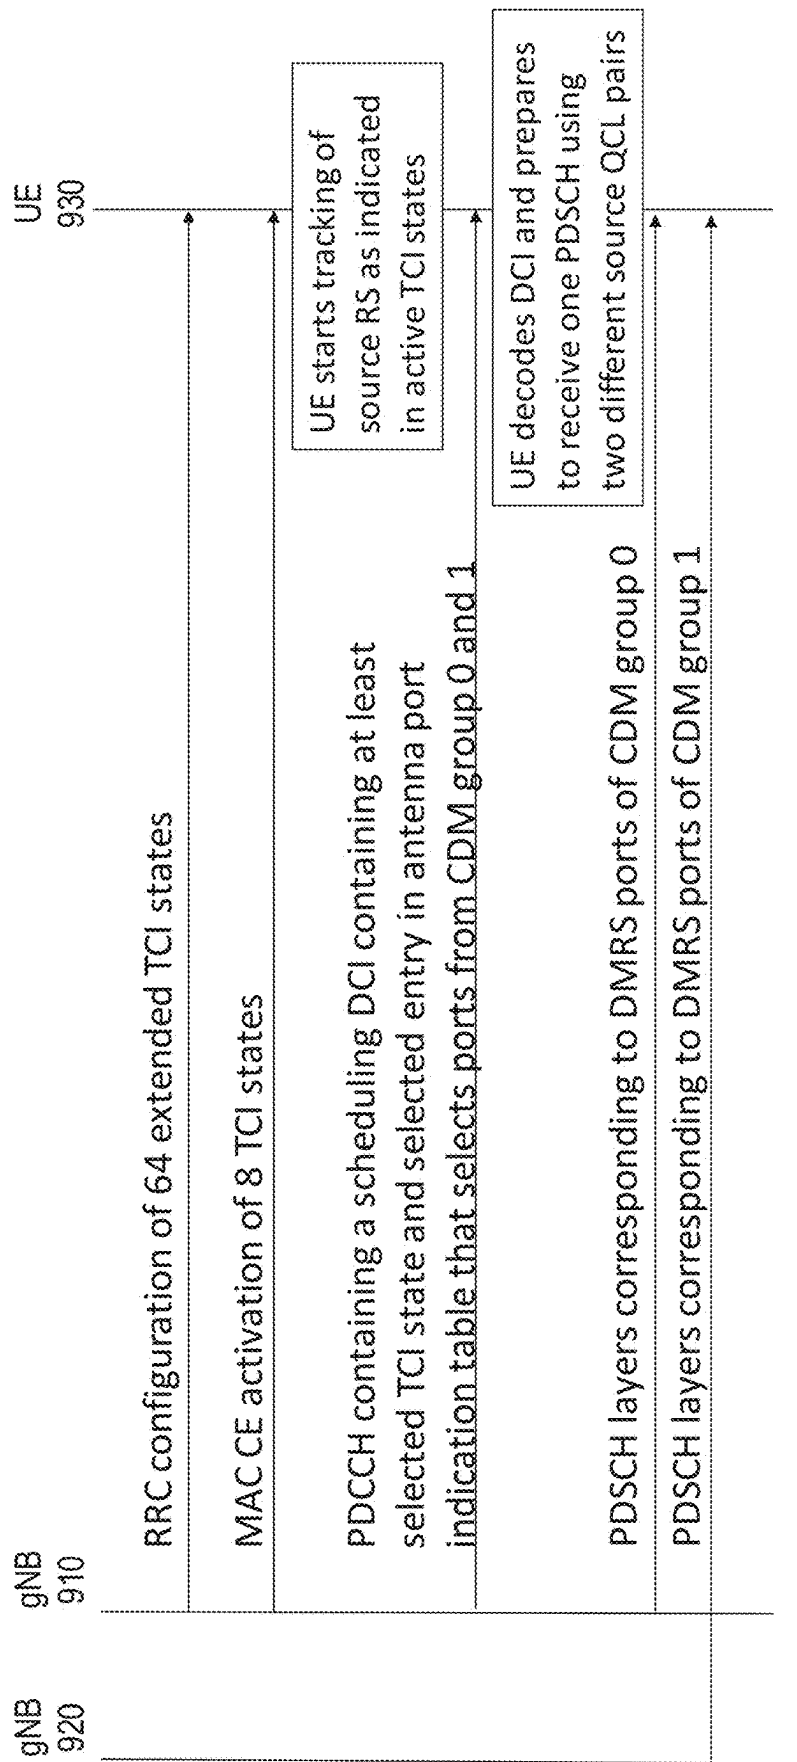 gNB
920
gNB
910
UE
930
RRC configuration of 64 extended TCI states
MAC CE activation of 8 TCI states
UE starts tracking of
source RS as indicated
in active TCI states
PDCCH containing a scheduling DCI containing at least
selected TCI state and selected entry in antenna port
indication table that selects ports from CDM group 0 and 1
UE decodes DCI and prepares
to receive one PDSCH using
two different source QCL pairs
PDSCH layers corresponding to DMRS ports of CDM group 0
PDSCH layers corresponding to DMRS ports of CDM group 1